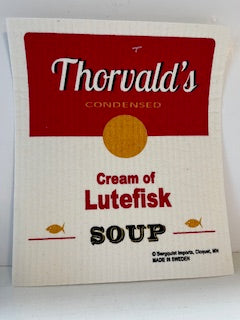 Thorvald's
CONDENSED
Cream of
Lutefisk
SOUP
© Bergquist Imports, Cloquet, MN
MADE IN SWEDEN